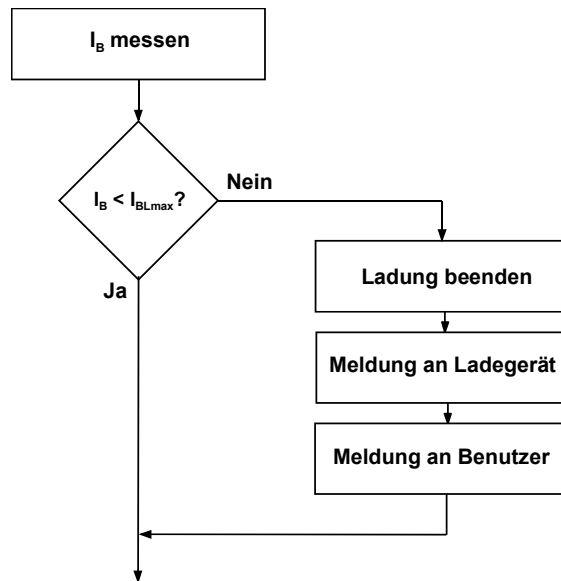 I_B messen
Nein
I_B < I_BLmax?
Ladung beenden
Ja
Meldung an Ladegerät
Meldung an Benutzer